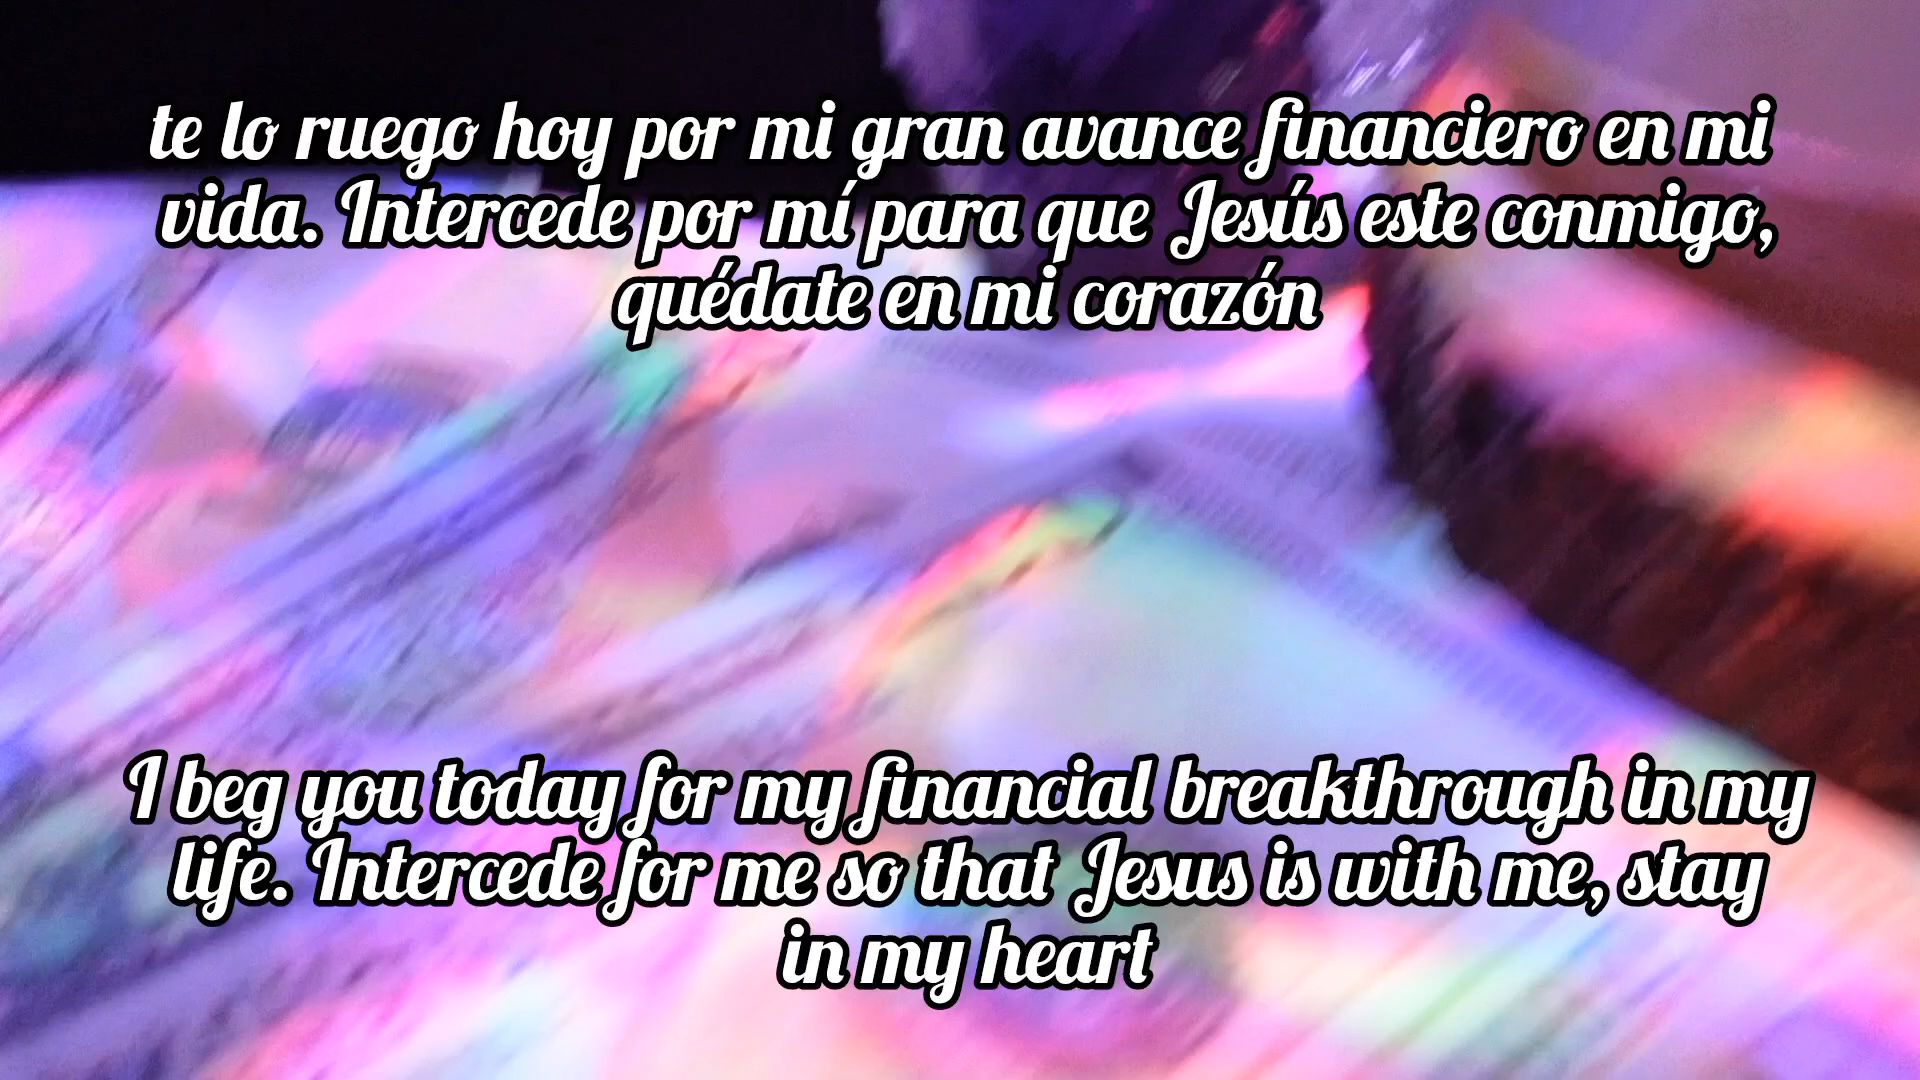 te lo ruego hoy por mi gran avance financiero en mi
vida. Intercede por mí para que Jesús este conmigo,
quédate en mi corazón
I beg you today for my financial breakthrough in my
life. Intercede for me so that Jesus is with me, stay
in my heart